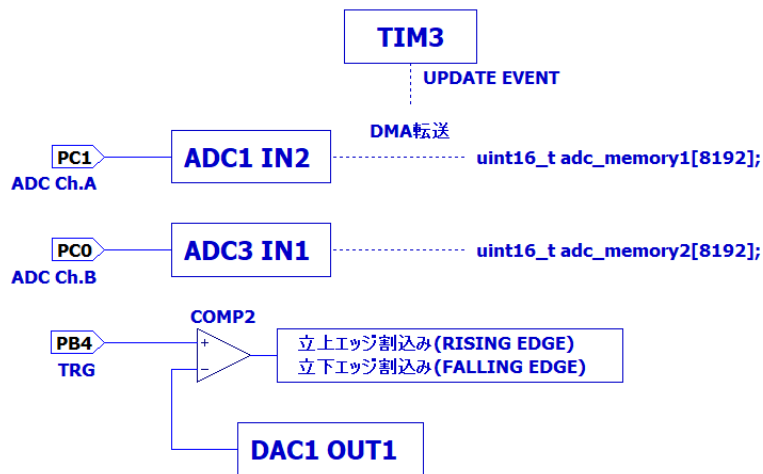 TIM3
UPDATE EVENT
DMA転送
PC1
ADC1 IN2
uint16_t adc_memory1[8192];
ADC Ch.A
PC0
ADC3 IN1
uint16_t adc_memory2[8192];
ADC Ch.B
COMP2
PB4
+
立上エッジ割込み(RISING EDGE)
TRG
−
立下エッジ割込み(FALLING EDGE)
DAC1 OUT1